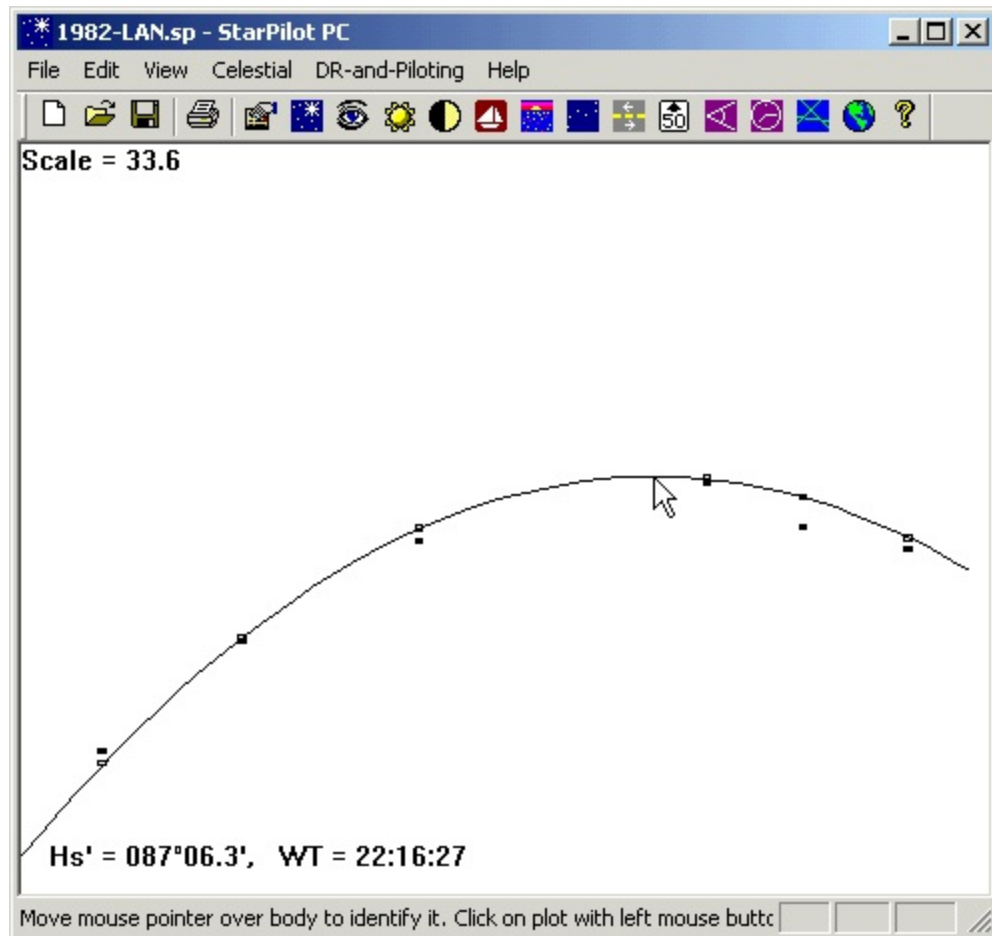 1982-LAN.sp - StarPilot PC
File Edit View Celestial DR-and-Piloting Help
50 ?
Scale = 33.6
Hs' = 087°06.3', WT = 22:16:27
Move mouse pointer over body to identify it. Click on plot with left mouse butt